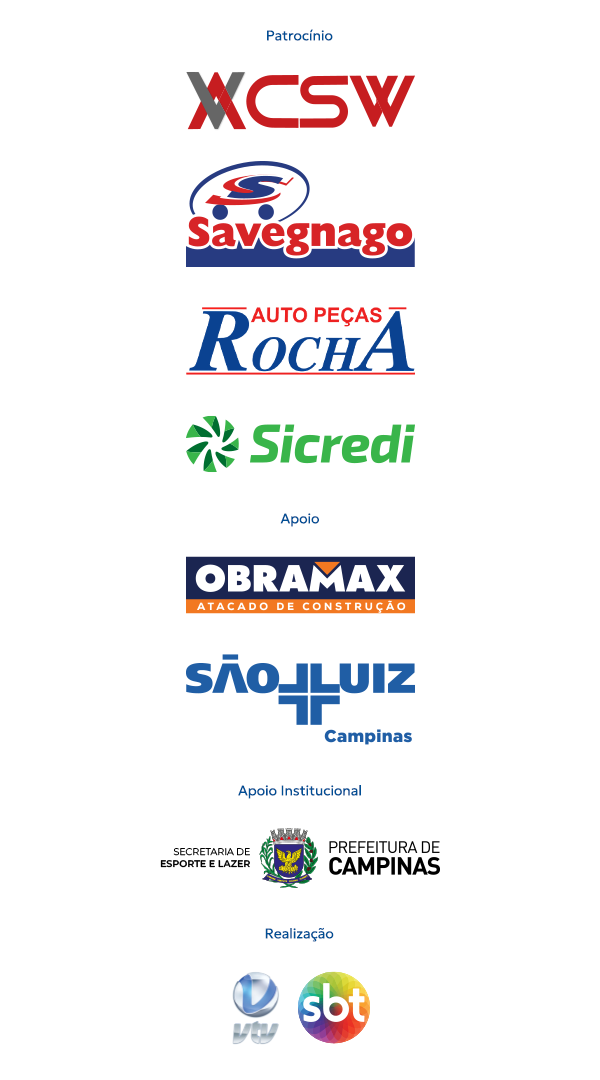 Patrocínio
CSW
Savegnago
AUTO PEÇAS
ROCHA
Sicredi
Apoio
OBRAMAX
ATACADO DE CONSTRUÇÃO
SÃO LUIZ
Campinas
Apoio Institucional
SECRETARIA DE
ESPORTE E LAZER
PREFEITURA DE
CAMPINAS
Realização
vtv
sbt